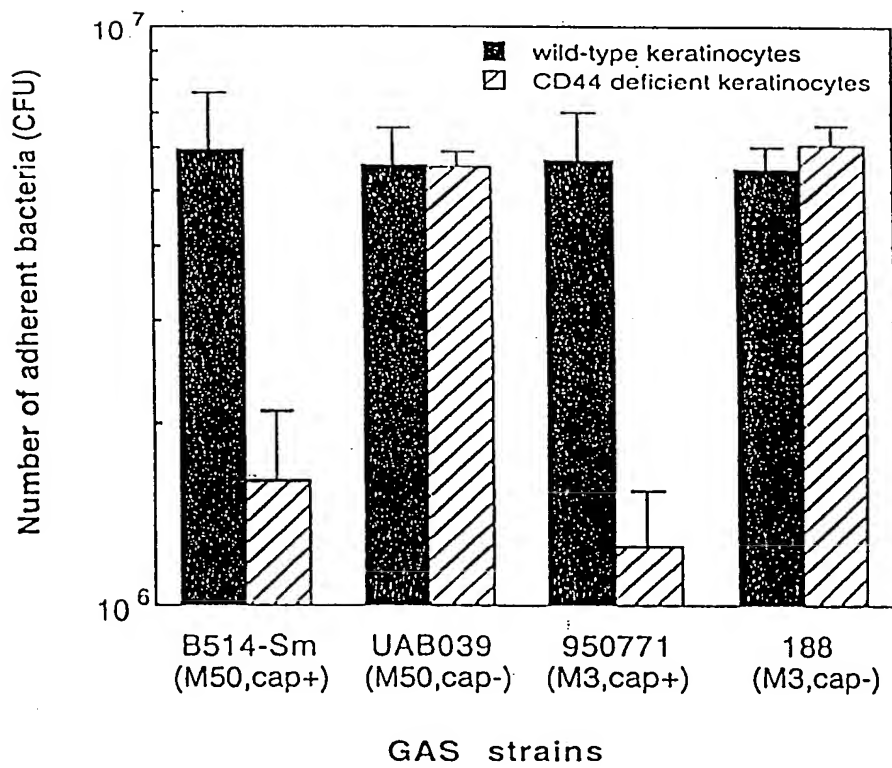 10^7
wild-type keratinocytes
CD44 deficient keratinocytes
Number of adherent bacteria (CFU)
10^6
B514-Sm UAB039 950771 188
(M50,cap+) (M50,cap-) (M3,cap+) (M3,cap-)
GAS strains